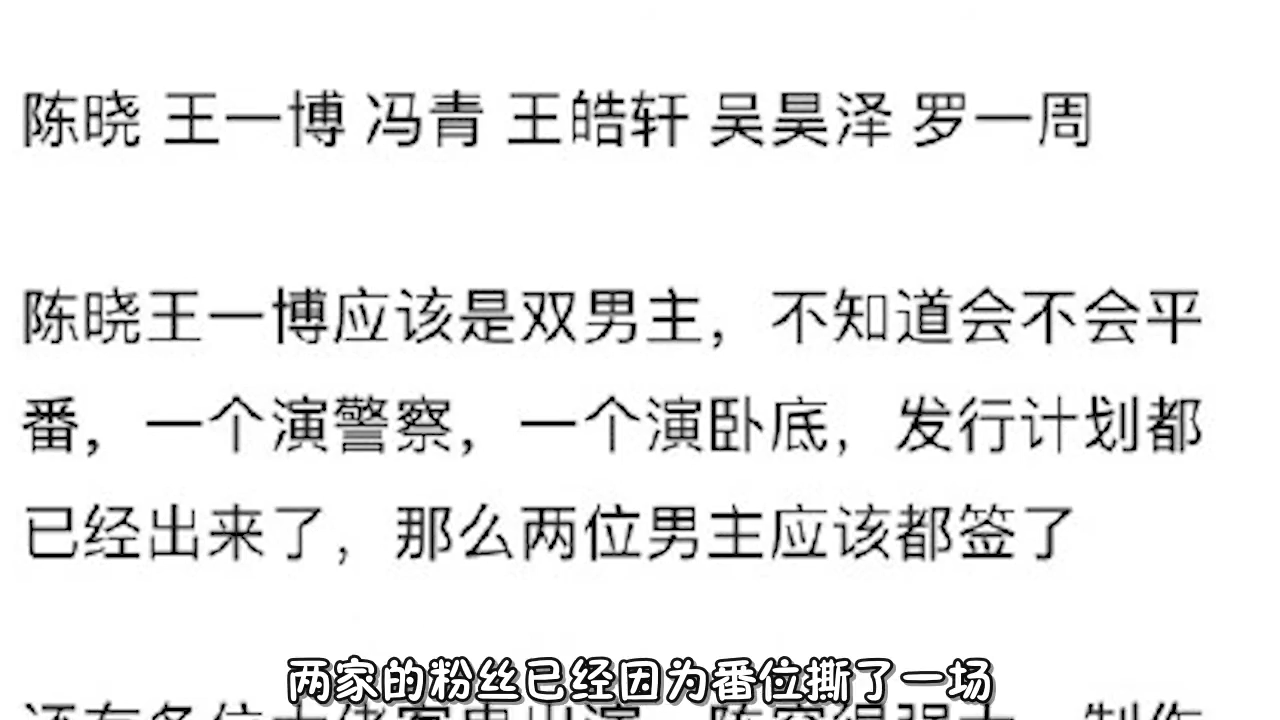 陈晓 王一博 冯青 王皓轩 吴昊泽 罗一周
陈晓王一博应该是双男主，不知道会不会平
番，一个演警察，一个演卧底，发行计划都
已经出来了，那么两位男主应该都签了
两家的粉丝已经因为番位撕了一场